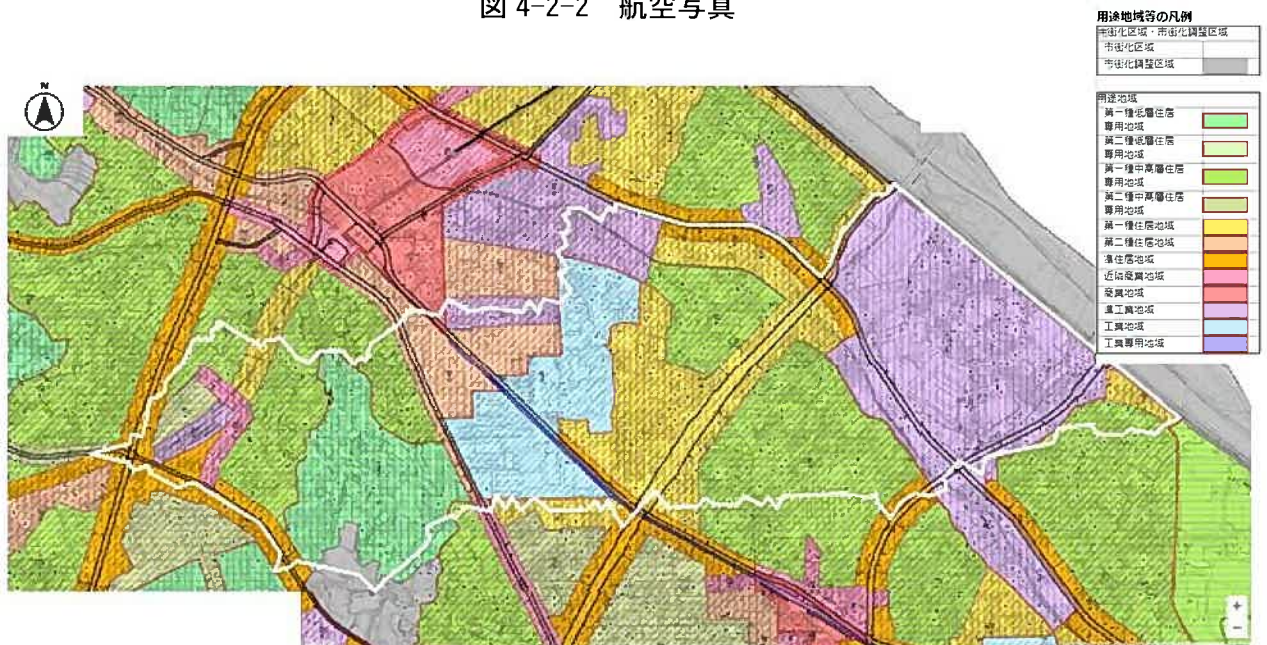 図 4-2-2 航空写真
用途地域等の凡例
市街化区域・市街化調整区域
市街化区域
市街化調整区域
N
用途地域
第一種低層住居
専用地域
第二種低層住居
専用地域
第一種中高層住居
専用地域
第二種中高層住居
専用地域
第一種住居地域
第二種住居地域
準住居地域
近隣商業地域
商業地域
準工業地域
工業地域
工業専用地域
+
−